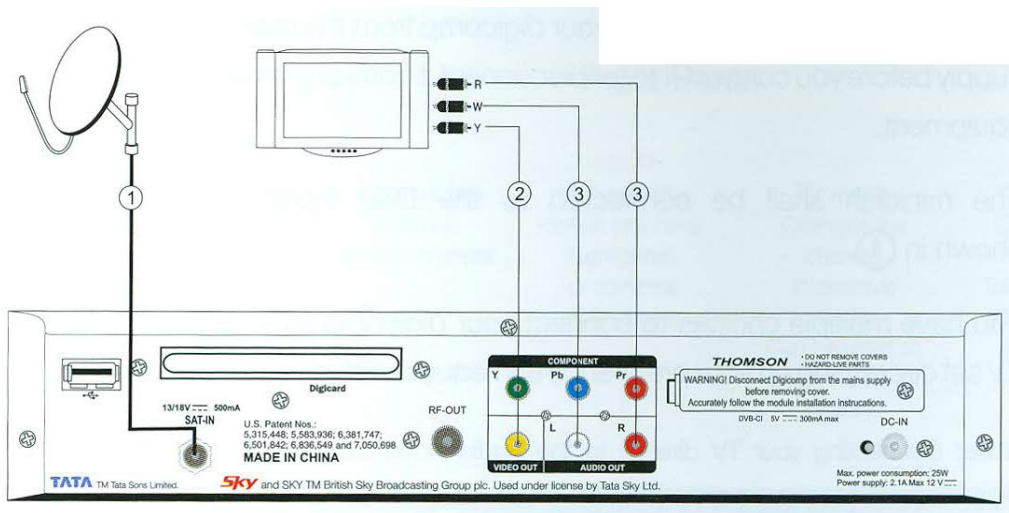 R
W
Y
1
2
3
3
COMPONENT
Y Pb Pr
THOMSON
• DO NOT REMOVE COVERS
• HAZARD-LIVE PARTS
WARNING! Disconnect Digicomp from the mains supply
before removing cover.
Accurately follow the module installation instrucations.
DVB-CI 5V 300mA max
DC-IN
Digicard
13/18V 500mA
SAT-IN
U.S. Patent Nos.:
5,315,448; 5,583,936; 6,381,747;
6,501,842; 6,836,549 and 7,050,698
MADE IN CHINA
RF-OUT
L R
VIDEO OUT AUDIO OUT
Max. power consumption: 25W
Power supply: 2.1A Max 12 V
TATA TM Tata Sons Limited.
Sky and SKY TM British Sky Broadcasting Group plc. Used under license by Tata Sky Ltd.